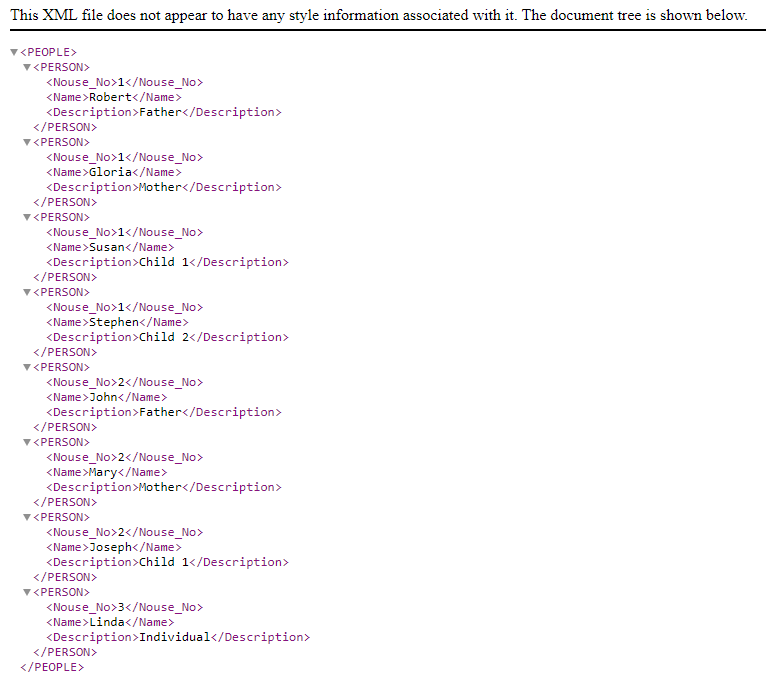 This XML file does not appear to have any style information associated with it. The document tree is shown below.
▼<PEOPLE>
▼<PERSON>
<Nouse_No>1</Nouse_No>
<Name>Robert</Name>
<Description>Father</Description>
</PERSON>
▼<PERSON>
<Nouse_No>1</Nouse_No>
<Name>Gloria</Name>
<Description>Mother</Description>
</PERSON>
▼<PERSON>
<Nouse_No>1</Nouse_No>
<Name>Susan</Name>
<Description>Child 1</Description>
</PERSON>
▼<PERSON>
<Nouse_No>1</Nouse_No>
<Name>Stephen</Name>
<Description>Child 2</Description>
</PERSON>
▼<PERSON>
<Nouse_No>2</Nouse_No>
<Name>John</Name>
<Description>Father</Description>
</PERSON>
▼<PERSON>
<Nouse_No>2</Nouse_No>
<Name>Mary</Name>
<Description>Mother</Description>
</PERSON>
▼<PERSON>
<Nouse_No>2</Nouse_No>
<Name>Joseph</Name>
<Description>Child 1</Description>
</PERSON>
▼<PERSON>
<Nouse_No>3</Nouse_No>
<Name>Linda</Name>
<Description>Individual</Description>
</PERSON>
</PEOPLE>